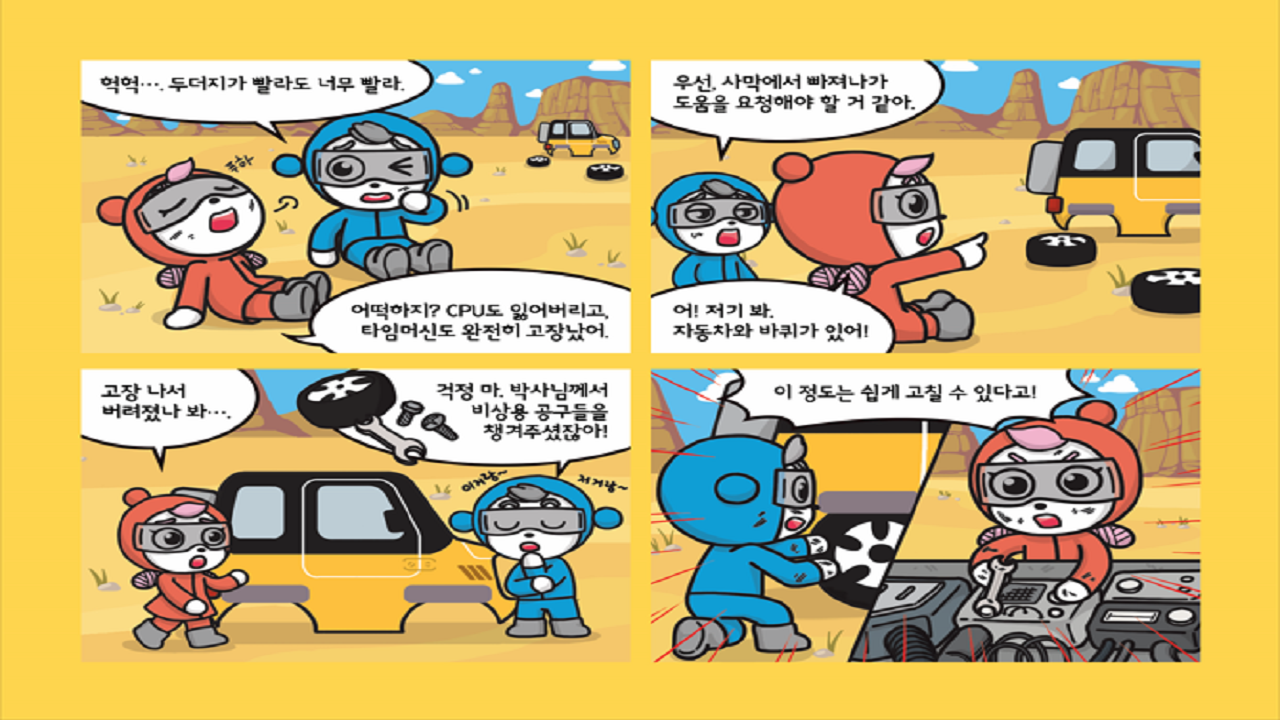 헉헉…. 두더지가 빨라도 너무 빨라.
푸하
어떡하지? CPU도 잃어버리고,
타임머신도 완전히 고장났어.
우선, 사막에서 빠져나가
도움을 요청해야 할 거 같아.
어! 저기 봐.
자동차와 바퀴가 있어!
고장 나서
버려졌나 봐….
걱정 마. 박사님께서
비상용 공구들을
챙겨주셨잖아!
이거랑~
저거랑~
이 정도는 쉽게 고칠 수 있다고!